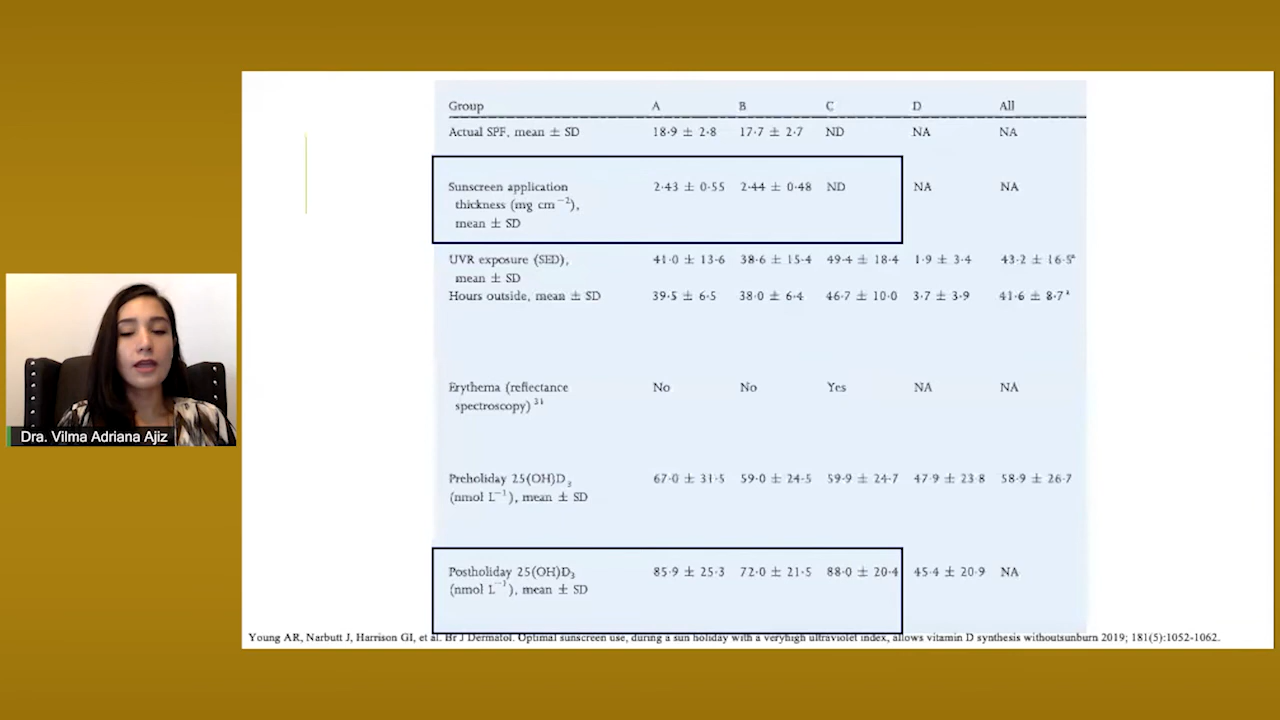 Group A B C D All
Actual SPF, mean ± SD 18·9 ± 2·8 17·7 ± 2·7 ND NA NA
Sunscreen application 2·43 ± 0·55 2·44 ± 0·48 ND NA NA
thickness (mg cm⁻²),
mean ± SD
UVR exposure (SED), 41·0 ± 13·6 38·6 ± 15·4 49·4 ± 18·4 1·9 ± 3·4 43·2 ± 16·5ᵃ
mean ± SD
Hours outside, mean ± SD 39·5 ± 6·5 38·0 ± 6·4 46·7 ± 10·0 3·7 ± 3·9 41·6 ± 8·7ᵃ
Erythema (reflectance No No Yes NA NA
spectroscopy)³¹
Preholiday 25(OH)D₃ 67·0 ± 31·5 59·0 ± 24·5 59·9 ± 24·7 47·9 ± 23·8 58·9 ± 26·7
(nmol L⁻¹), mean ± SD
Postholiday 25(OH)D₃ 85·9 ± 25·3 72·0 ± 21·5 88·0 ± 20·4 45·4 ± 20·9 NA
(nmol L⁻¹), mean ± SD
Young AR, Narbutt J, Harrison GI, et al. Br J Dermatol. Optimal sunscreen use, during a sun holiday with a veryhigh ultraviolet index, allows vitamin D synthesis withoutsunburn 2019; 181(5):1052-1062.
Dra. Vilma Adriana Ajiz